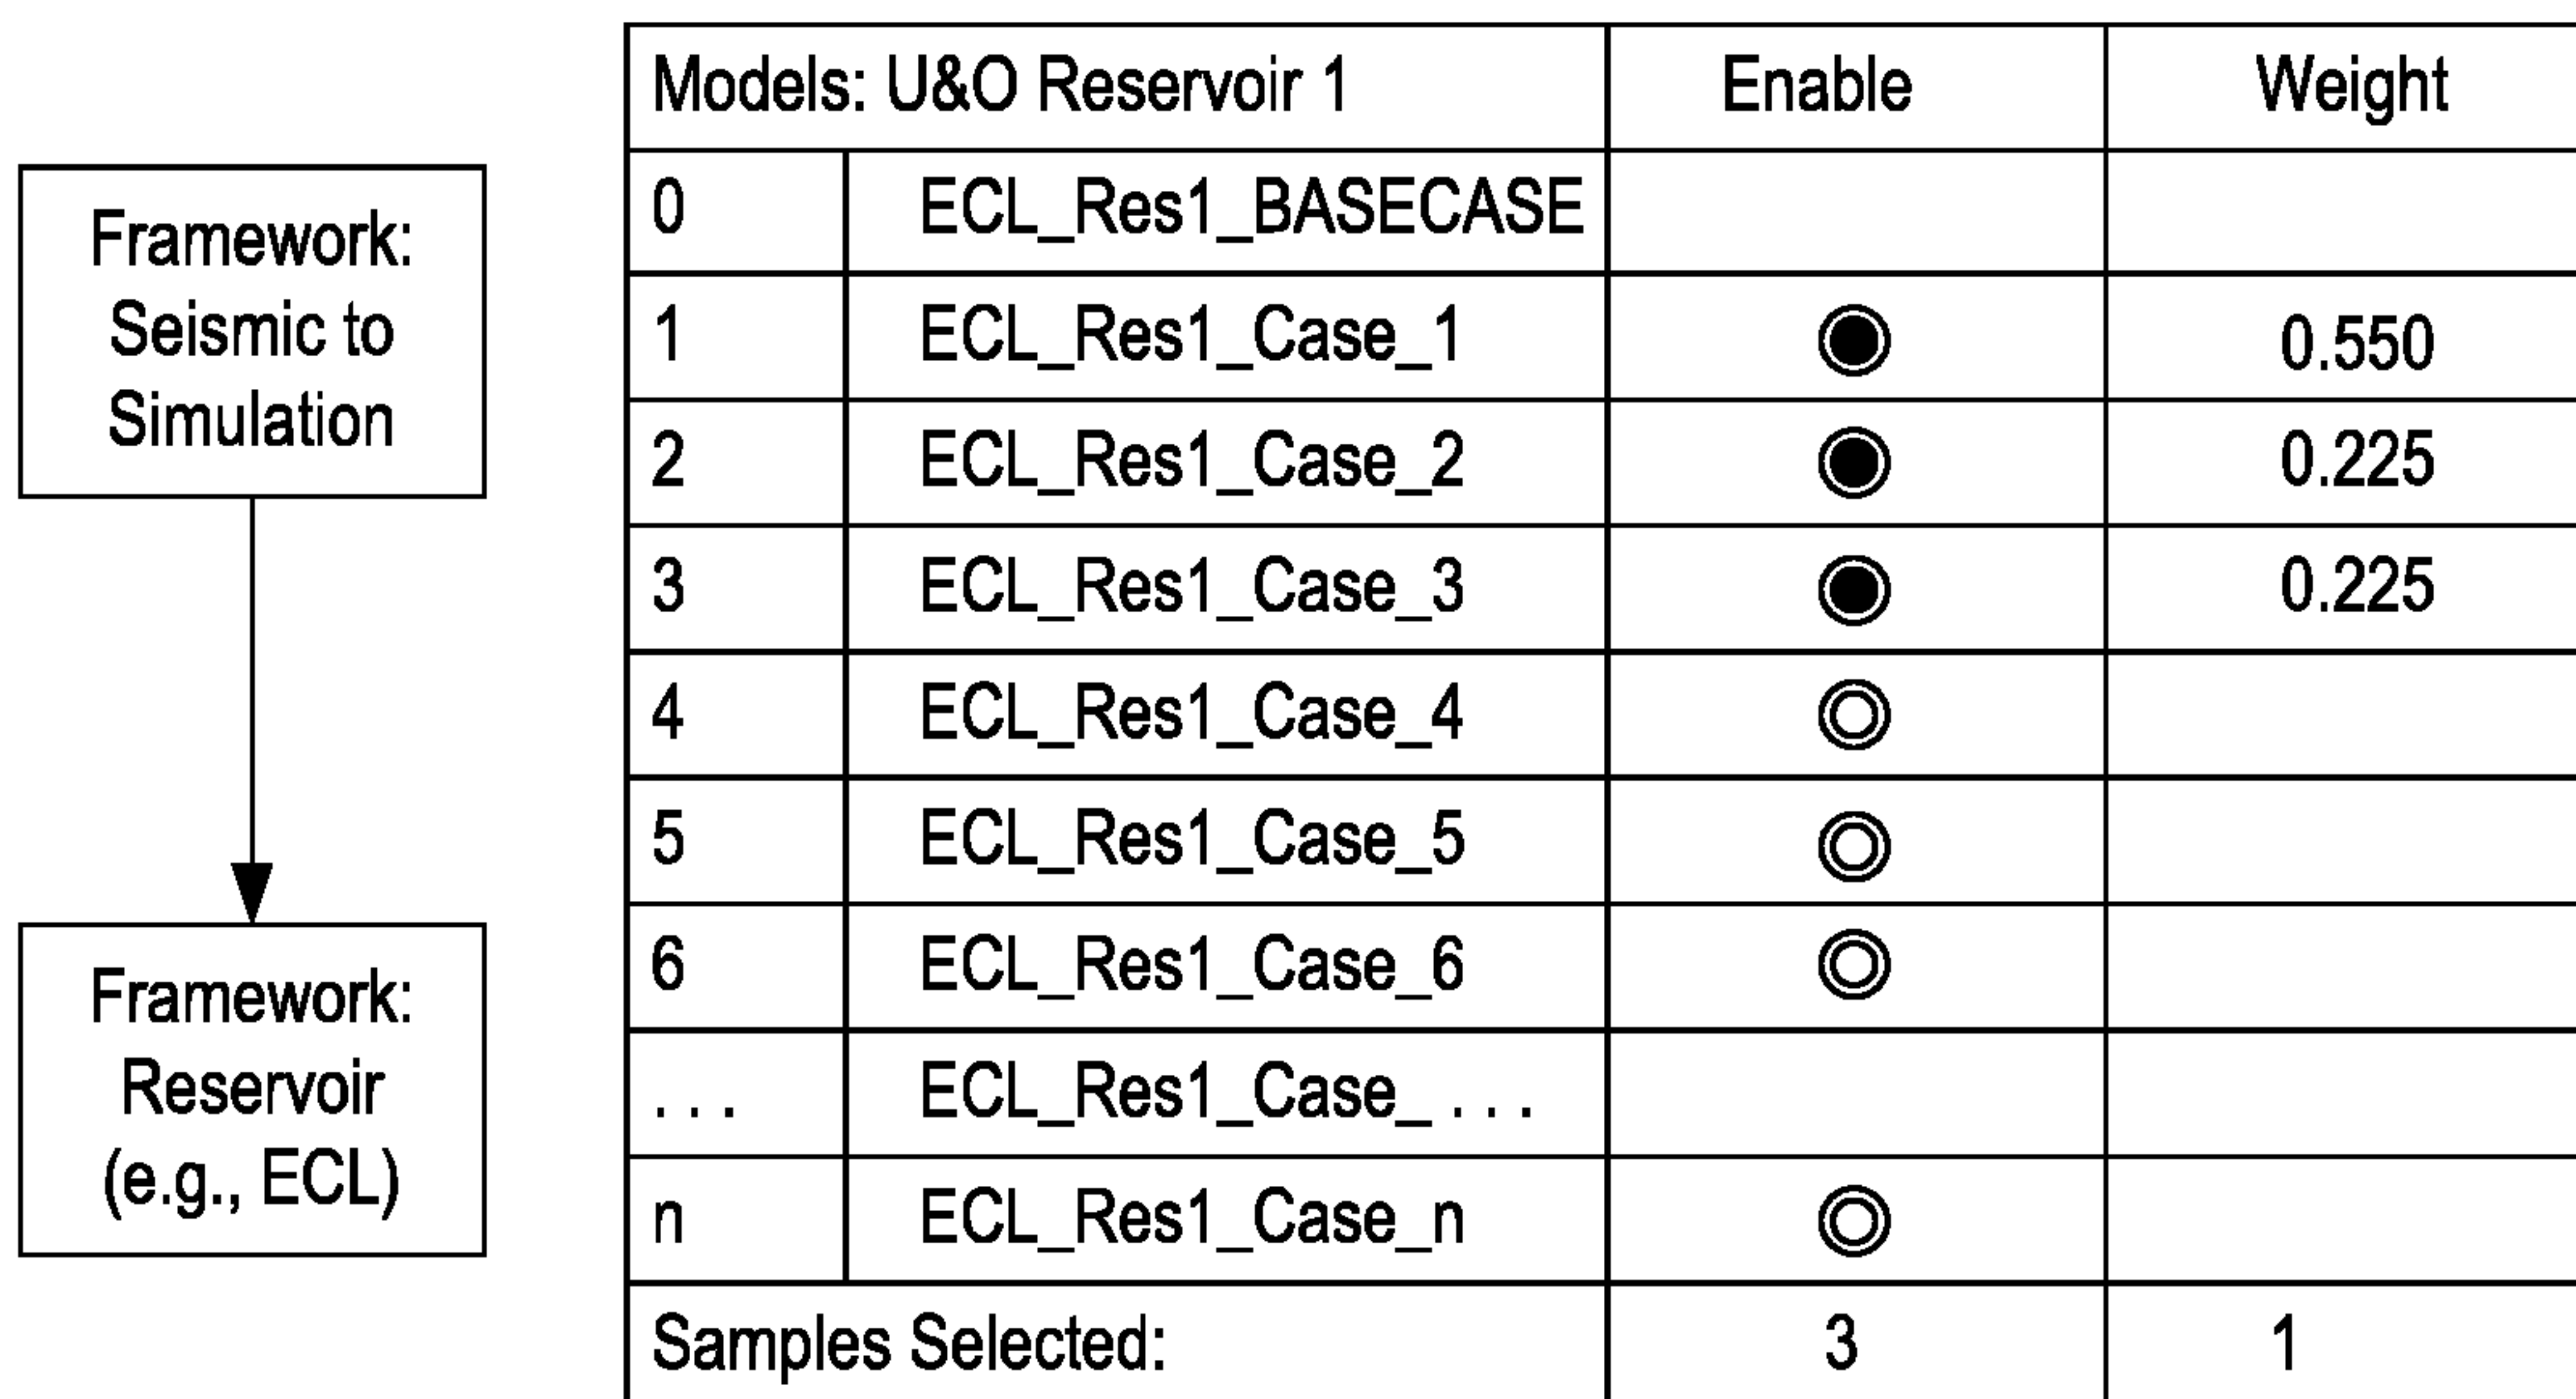 Framework:
Seismic to
Simulation
Framework:
Reservoir
(e.g., ECL)
Models: U&O Reservoir 1 Enable Weight
0 ECL_Res1_BASECASE
1 ECL_Res1_Case_1 0.550
2 ECL_Res1_Case_2 0.225
3 ECL_Res1_Case_3 0.225
4 ECL_Res1_Case_4
5 ECL_Res1_Case_5
6 ECL_Res1_Case_6
. . . ECL_Res1_Case_ . . .
n ECL_Res1_Case_n
Samples Selected: 3 1